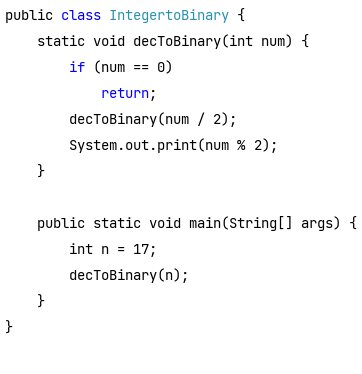 public class IntegertoBinary {
    static void decToBinary(int num) {
        if (num == 0)
            return;
        decToBinary(num / 2);
        System.out.print(num % 2);
    }

    public static void main(String[] args) {
        int n = 17;
        decToBinary(n);
    }
}